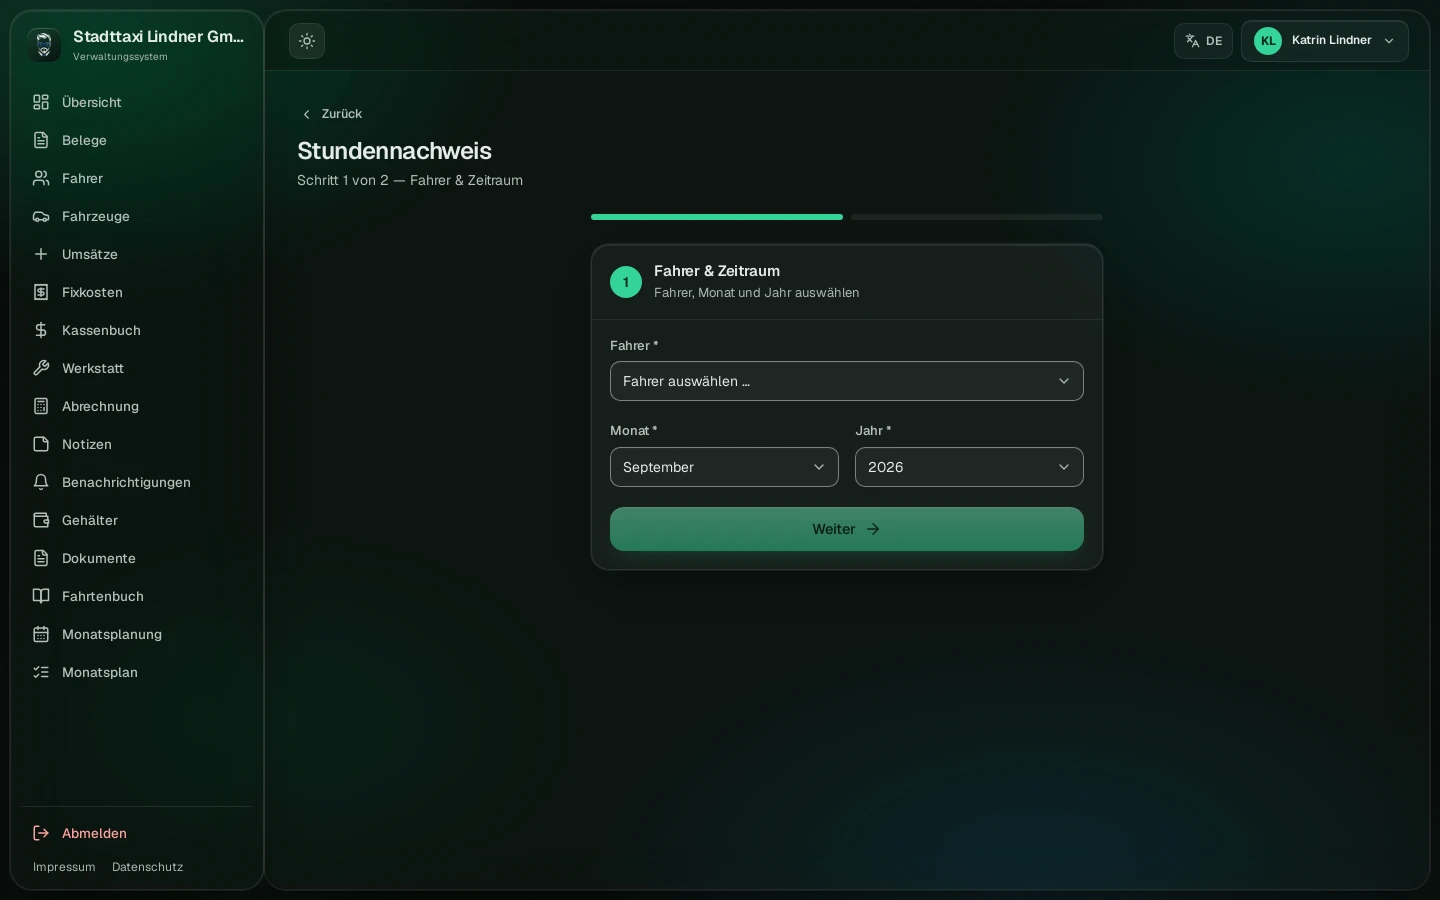 Stadttaxi Lindner Gm...
Verwaltungssystem
Übersicht
Belege
Fahrer
Fahrzeuge
Umsätze
Fixkosten
Kassenbuch
Werkstatt
Abrechnung
Notizen
Benachrichtigungen
Gehälter
Dokumente
Fahrtenbuch
Monatsplanung
Monatsplan
Abmelden
Impressum Datenschutz
DE
KL Katrin Lindner
Zurück
Stundennachweis
Schritt 1 von 2 — Fahrer & Zeitraum
1
Fahrer & Zeitraum
Fahrer, Monat und Jahr auswählen
Fahrer *
Fahrer auswählen ...
Monat * Jahr *
September 2026
Weiter